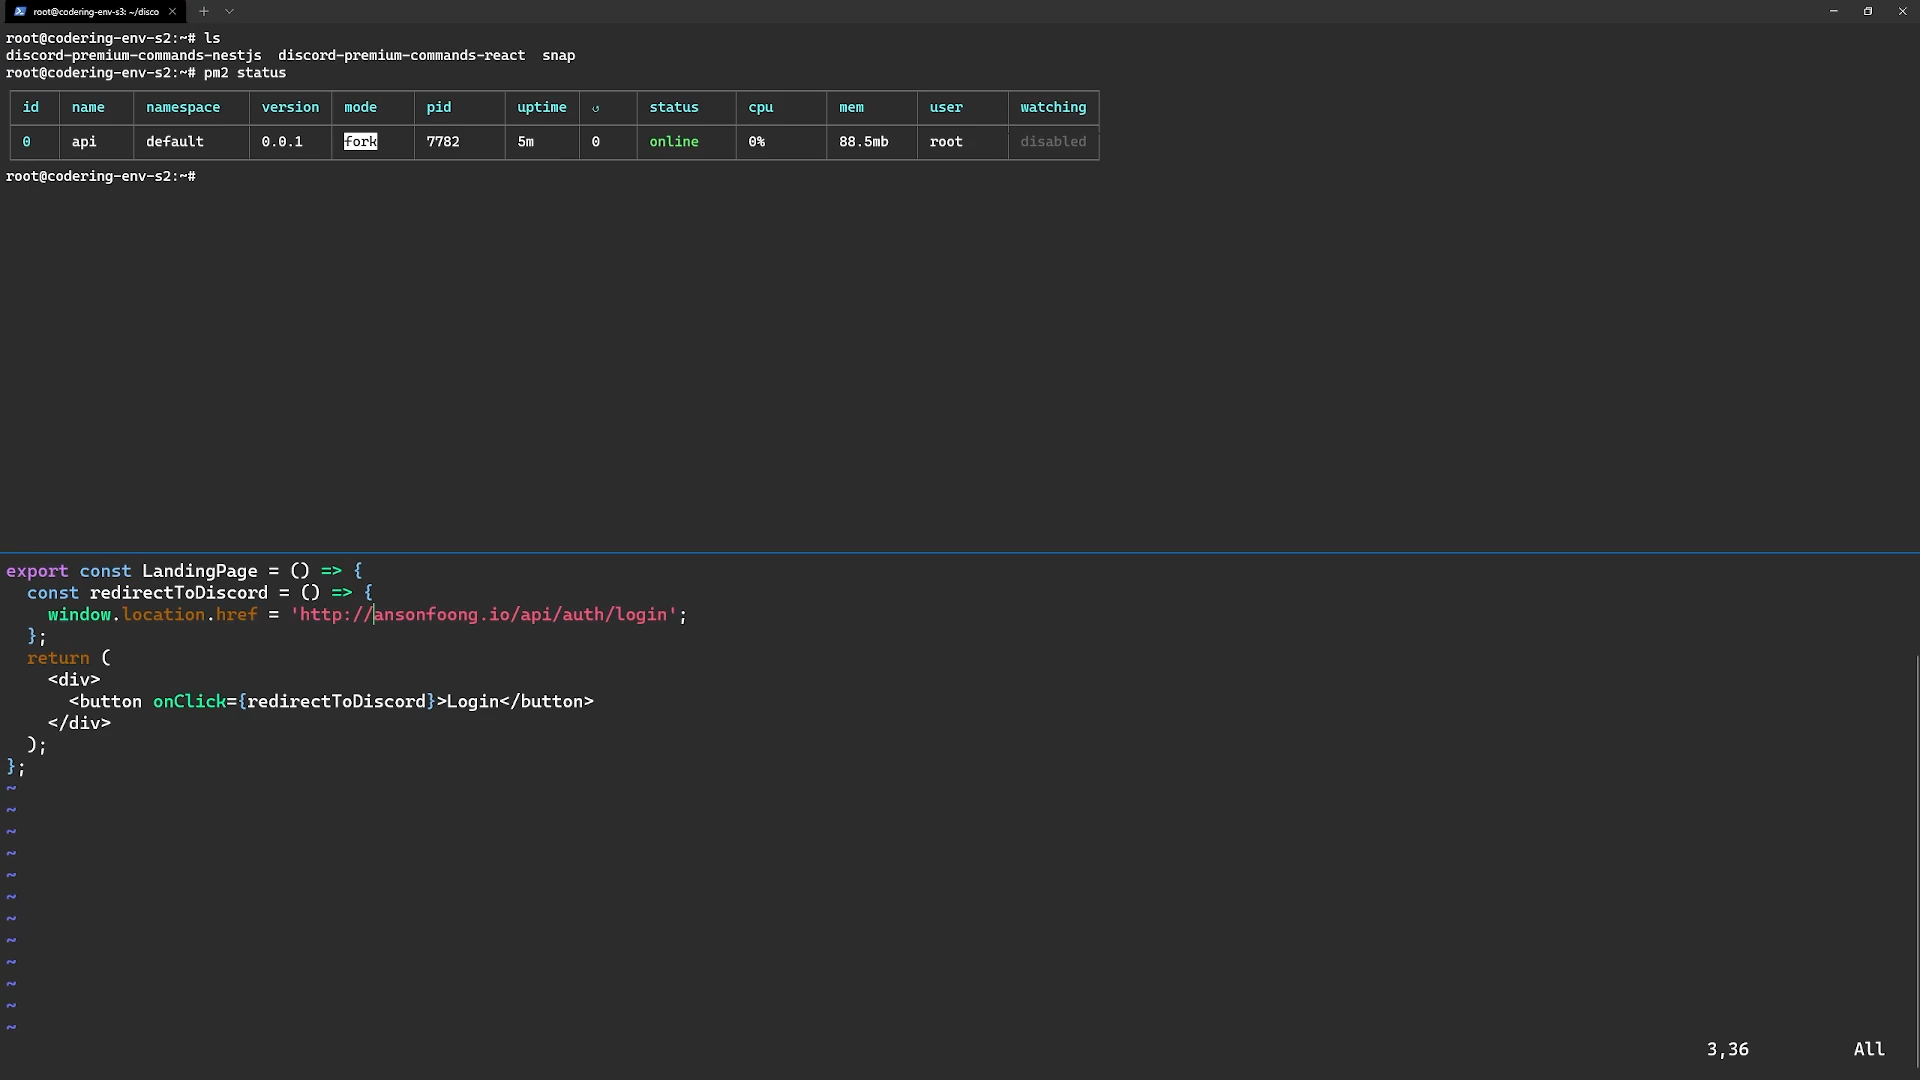 root@codering-env-s3: ~/disco
root@codering-env-s2:~# ls
discord-premium-commands-nestjs  discord-premium-commands-react  snap
root@codering-env-s2:~# pm2 status
id name namespace version mode pid uptime ↺ status cpu mem user watching
0 api default 0.0.1 fork 7782 5m 0 online 0% 88.5mb root disabled
root@codering-env-s2:~#
export const LandingPage = () => {
  const redirectToDiscord = () => {
    window.location.href = 'http://ansonfoong.io/api/auth/login';
  };
  return (
    <div>
      <button onClick={redirectToDiscord}>Login</button>
    </div>
  );
};
~
~
~
~
~
~
~
~
~
~
~
~
3,36 All